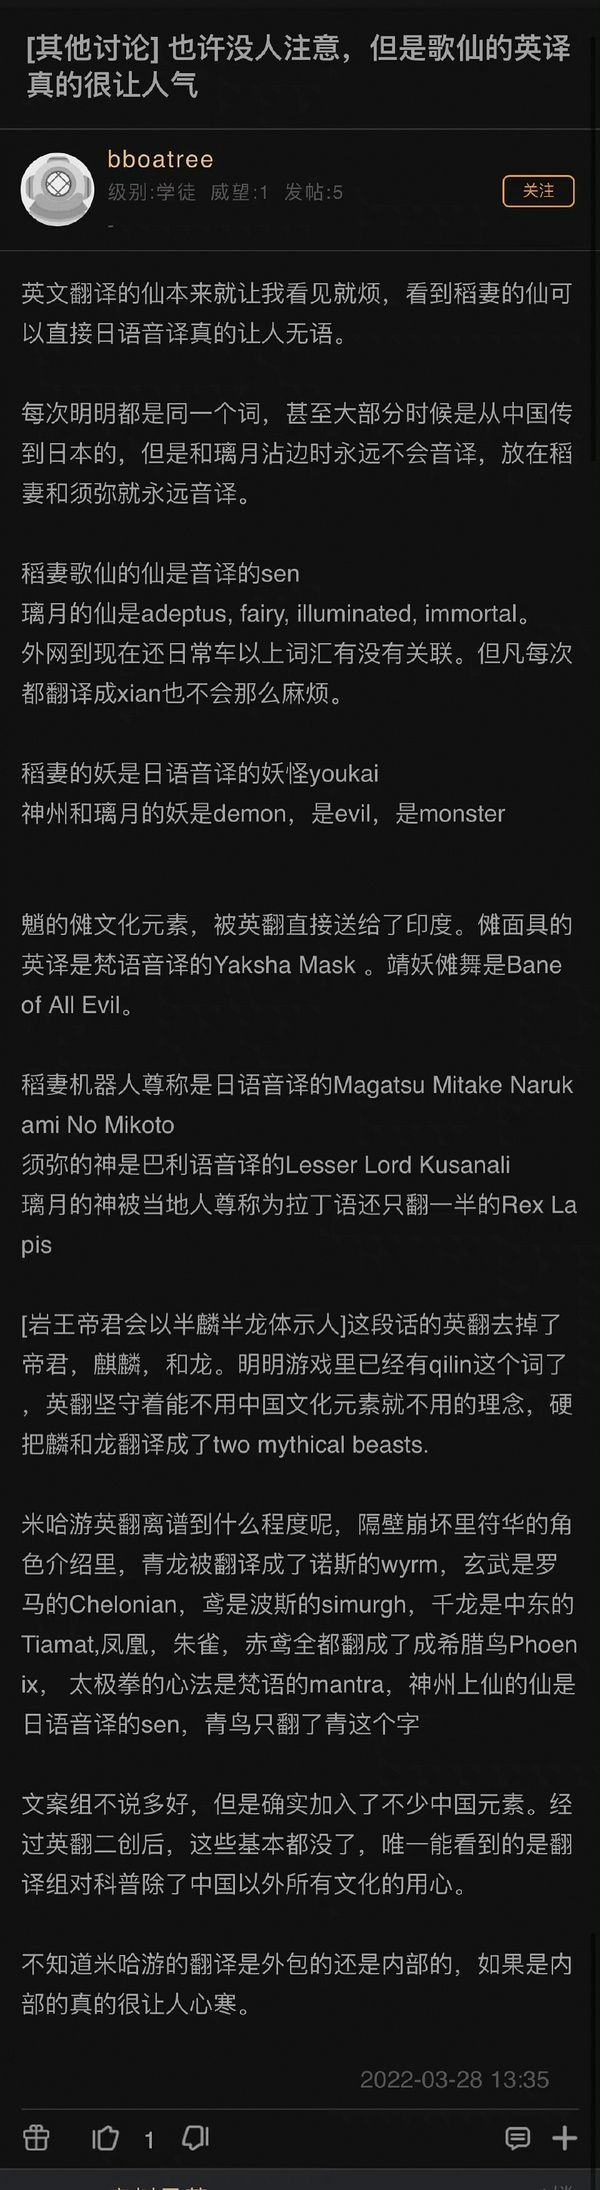 [其他讨论] 也许没人注意，但是歌仙的英译
真的很让人气
bboatree
级别:学徒 威望:1 发帖:5
关注
-
英文翻译的仙本来就让我看见就烦，看到稻妻的仙可
以直接日语音译真的让人无语。
每次明明都是同一个词，甚至大部分时候是从中国传
到日本的，但是和璃月沾边时永远不会音译，放在稻
妻和须弥就永远音译。
稻妻歌仙的仙是音译的sen
璃月的仙是adeptus, fairy, illuminated, immortal。
外网到现在还日常车以上词汇有没有关联。但凡每次
都翻译成xian也不会那么麻烦。
稻妻的妖是日语音译的妖怪youkai
神州和璃月的妖是demon，是evil，是monster
魈的傩文化元素，被英翻直接送给了印度。傩面具的
英译是梵语音译的Yaksha Mask 。靖妖傩舞是Bane
of All Evil。
稻妻机器人尊称是日语音译的Magatsu Mitake Naruk
ami No Mikoto
须弥的神是巴利语音译的Lesser Lord Kusanali
璃月的神被当地人尊称为拉丁语还只翻一半的Rex La
pis
[岩王帝君会以半麟半龙体示人]这段话的英翻去掉了
帝君，麒麟，和龙。明明游戏里已经有qilin这个词了
，英翻坚守着能不用中国文化元素就不用的理念，硬
把麟和龙翻译成了two mythical beasts.
米哈游英翻离谱到什么程度呢，隔壁崩坏里符华的角
色介绍里，青龙被翻译成了诺斯的wyrm，玄武是罗
马的Chelonian，鸢是波斯的simurgh，千龙是中东的
Tiamat,凤凰，朱雀，赤鸢全都翻成了成希腊鸟Phoen
ix， 太极拳的心法是梵语的mantra，神州上仙的仙是
日语音译的sen，青鸟只翻了青这个字
文案组不说多好，但是确实加入了不少中国元素。经
过英翻二创后，这些基本都没了，唯一能看到的是翻
译组对科普除了中国以外所有文化的用心。
不知道米哈游的翻译是外包的还是内部的，如果是内
部的真的很让人心寒。
2022-03-28 13:35
1